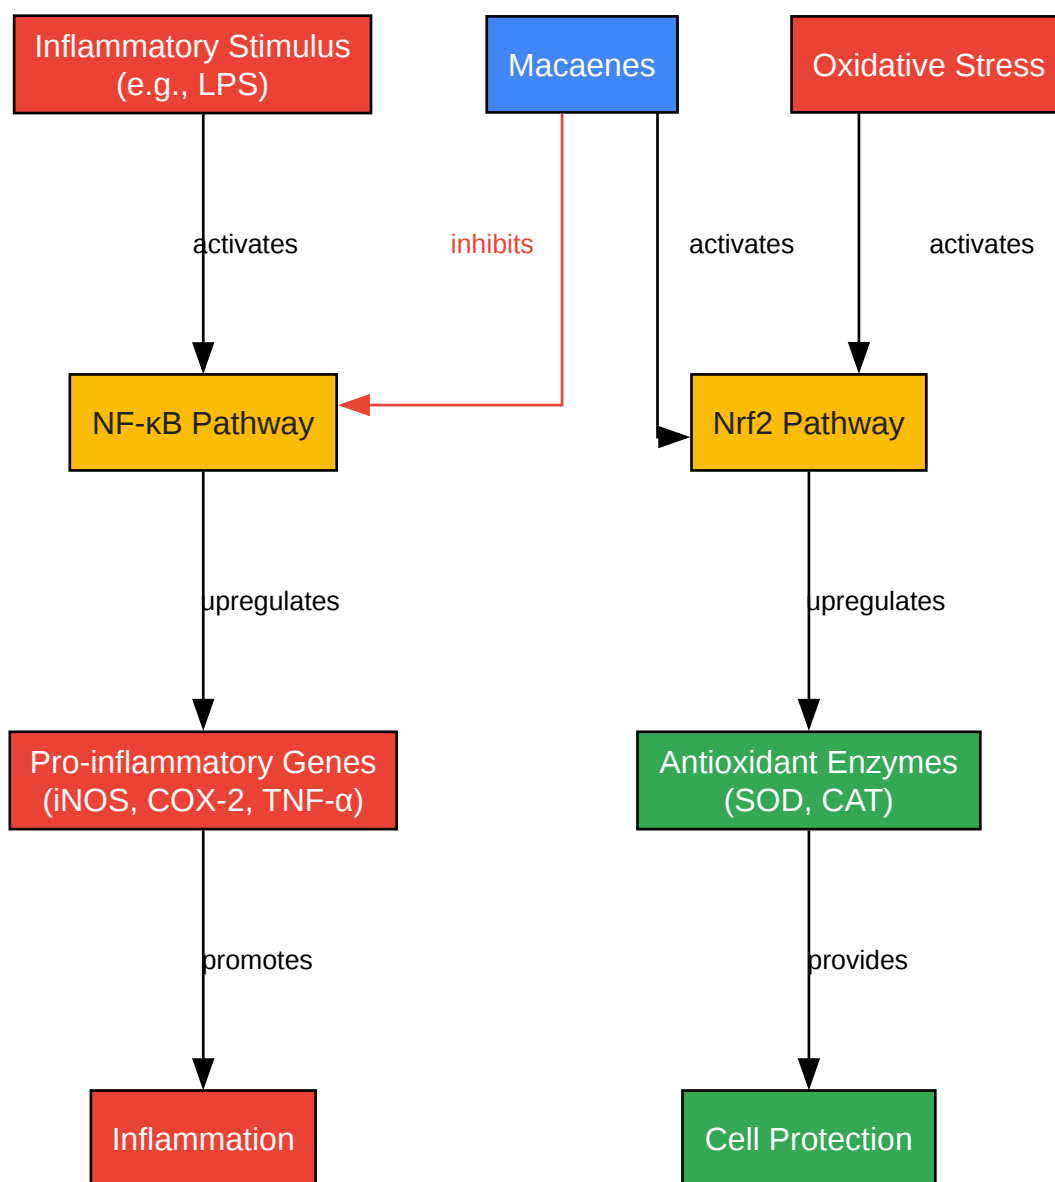 Inflammatory Stimulus
(e.g., LPS)
Macaenes
Oxidative Stress
activates
inhibits
activates
activates
NF-κB Pathway
Nrf2 Pathway
upregulates
upregulates
Pro-inflammatory Genes
(iNOS, COX-2, TNF-α)
Antioxidant Enzymes
(SOD, CAT)
promotes
provides
Inflammation
Cell Protection